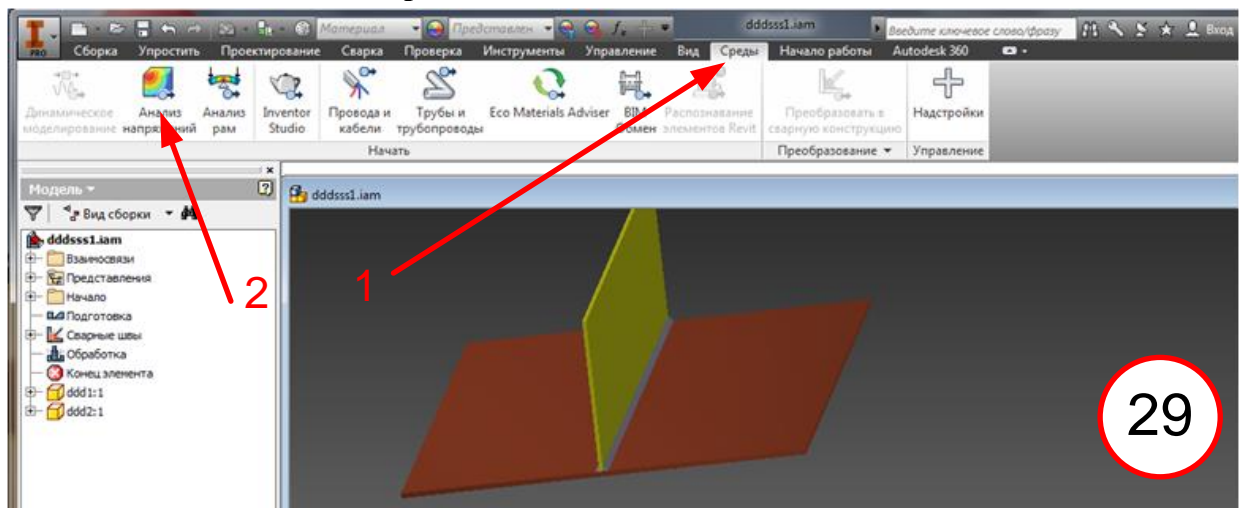 Материал Представлен fx dddsss1.iam Введите ключевое слово/фразу Вход
PRO Сборка Упростить Проектирование Сварка Проверка Инструменты Управление Вид Среды Начало работы Autodesk 360
Динамическое моделирование
Анализ напряжений
Анализ рам
Inventor Studio
Провода и кабели
Трубы и трубопроводы
Eco Materials Adviser
BIM Обмен
Распознавание элементов Revit
Преобразовать в сварную конструкцию
Надстройки
Начать Преобразование Управление
Модель
Вид сборки
dddsss1.iam
dddsss1.iam
Взаимосвязи
Представления
Начало
Подготовка
Сварные швы
Обработка
Конец элемента
ddd1:1
ddd2:1
1
2
29